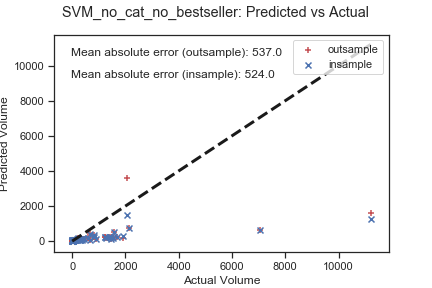 SVM_no_cat_no_bestseller: Predicted vs Actual
Mean absolute error (outsample): 537.0
Mean absolute error (insample): 524.0
outsample
insample
10000
8000
6000
4000
2000
0
Predicted Volume
0 2000 4000 6000 8000 10000
Actual Volume